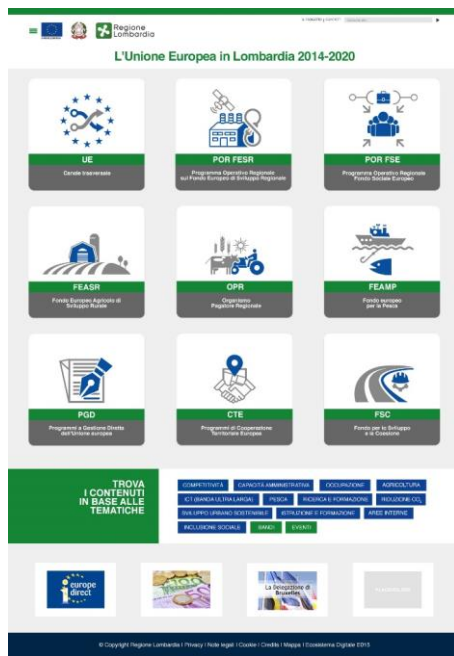 Regione
Lombardia
L'Unione Europea in Lombardia 2014-2020
UE
Canale trasversale
POR FESR
Programma Operativo Regionale
sul Fondo Europeo di Sviluppo Regionale
POR FSE
Programma Operativo Regionale
Fondo Sociale Europeo
FEASR
Fondo Europeo Agricolo di
Sviluppo Rurale
OPR
Organismo
Pagatore Regionale
FEAMP
Fondo europeo
per la Pesca
PGD
Programmi a Gestione Diretta
dell'Unione europea
CTE
Programmi di Cooperazione
Territoriale Europea
FSC
Fondo per lo Sviluppo
e la Coesione
TROVA
I CONTENUTI
IN BASE ALLE
TEMATICHE
COMPETITIVITÀ CAPACITÀ AMMINISTRATIVA OCCUPAZIONE AGRICOLTURA
ICT (BANDA ULTRA LARGA) PESCA RICERCA E FORMAZIONE RIDUZIONE CO₂
SVILUPPO URBANO SOSTENIBILE ISTRUZIONE E FORMAZIONE AREE INTERNE
INCLUSIONE SOCIALE BANDI EVENTI
europe
direct
La Delegazione di
Bruxelles
© Copyright Regione Lombardia | Privacy | Note legali | Cookie | Credits | Mappa | Ecosistema Digitale E015